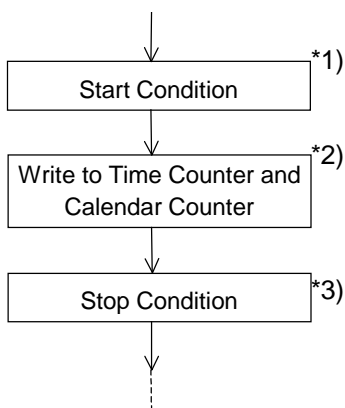 *1)
Start Condition
*2)
Write to Time Counter and
Calendar Counter
*3)
Stop Condition